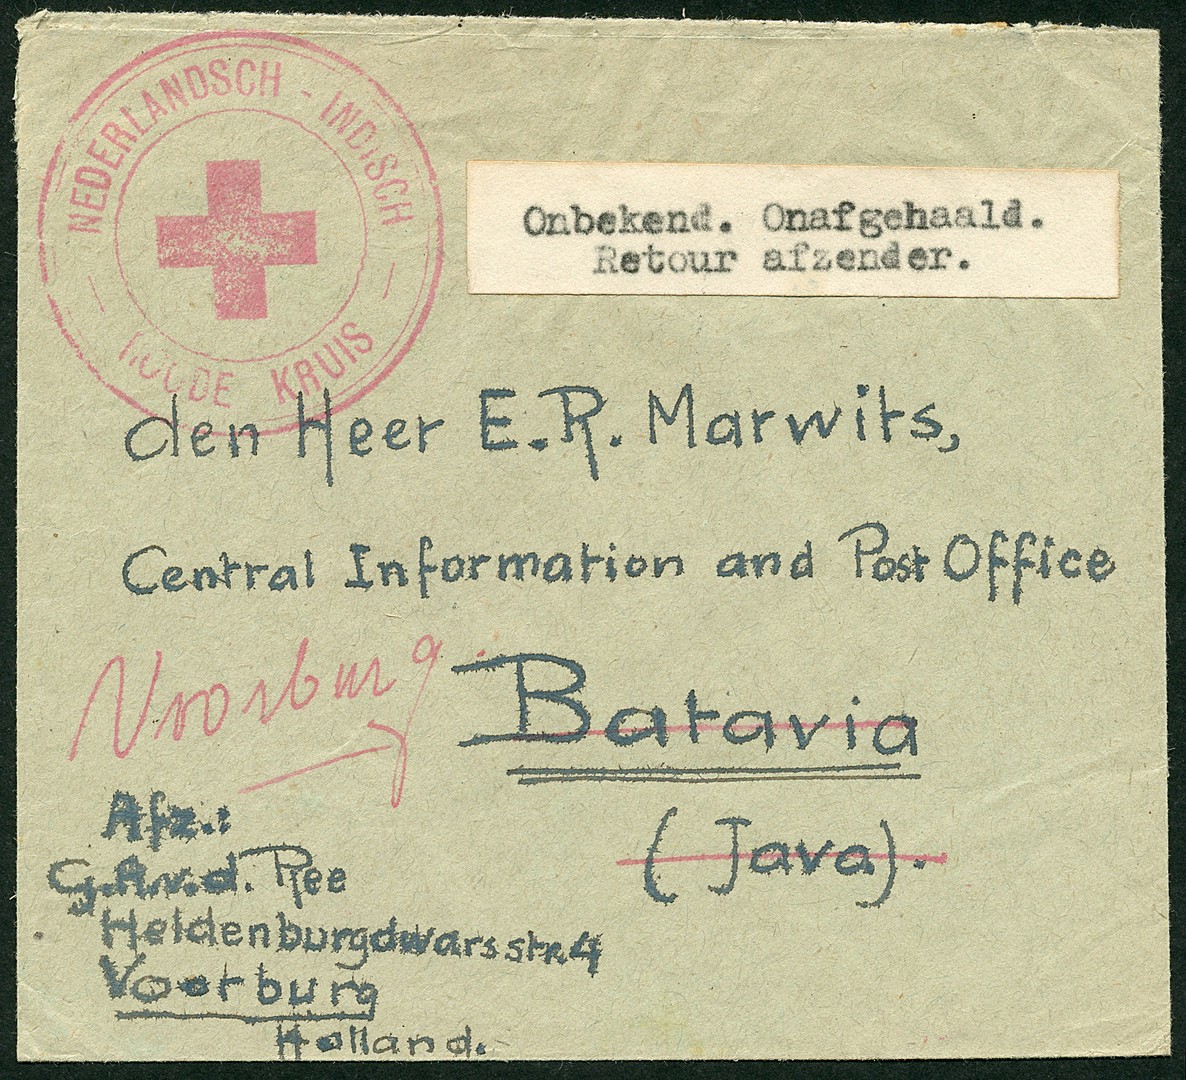 NEDERLANDSCH - INDISCH
ROODE KRUIS
Onbekend. Onafgehaald.
Retour afzender.
den Heer E.R. Marwits,
Central Information and Post Office
Voorburg
Batavia
(Java).
Afz.:
G.A.v.d. Ree
Heldenburgdwarsstr. 4
Voorburg
Holland.